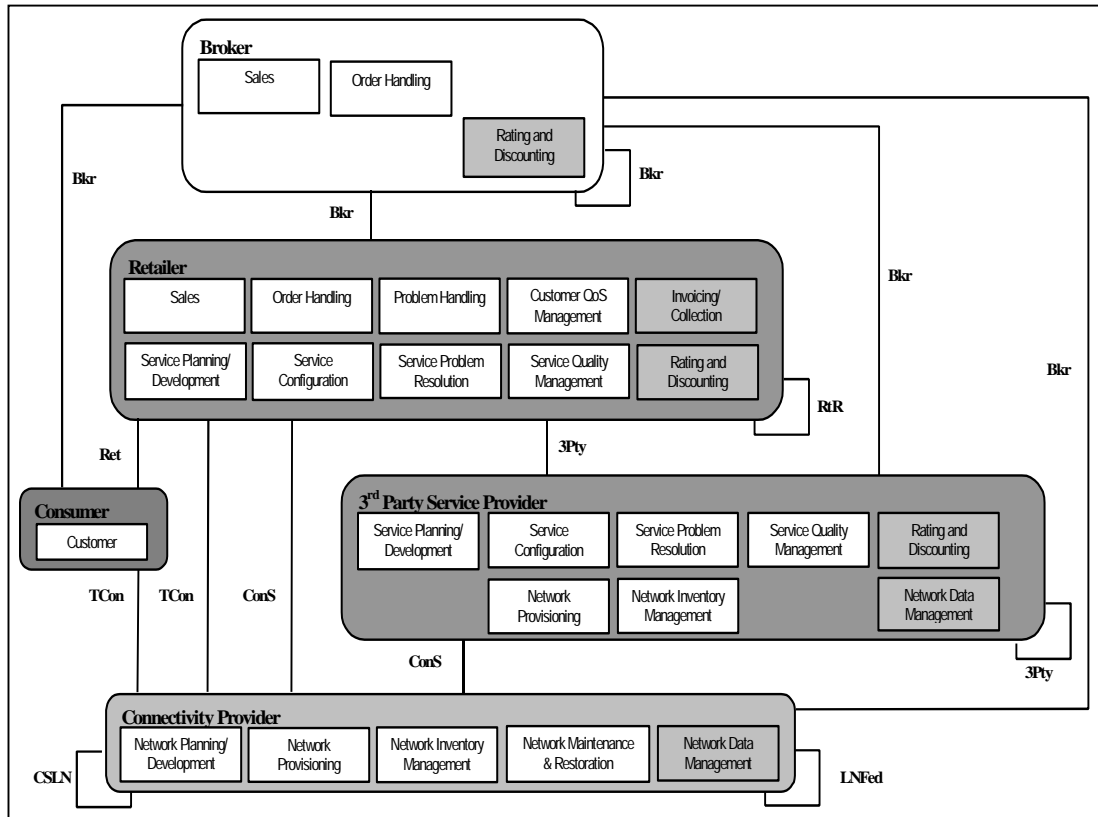 Broker
Sales
Order Handling
Rating and
Discounting
Bkr
Bkr
Bkr
Retailer
Sales
Order Handling
Problem Handling
Customer QoS
Management
Invoicing/
Collection
Bkr
Service Planning/
Development
Service
Configuration
Service Problem
Resolution
Service Quality
Management
Rating and
Discounting
Bkr
RtR
Ret
3Pty
Consumer
Customer
3rd Party Service Provider
Service Planning/
Development
Service
Configuration
Service Problem
Resolution
Service Quality
Management
Rating and
Discounting
TCon
TCon
ConS
Network
Provisioning
Network Inventory
Management
Network Data
Management
ConS
3Pty
Connectivity Provider
Network Planning/
Development
Network
Provisioning
Network Inventory
Management
Network Maintenance
& Restoration
Network Data
Management
CSLN
LNFed